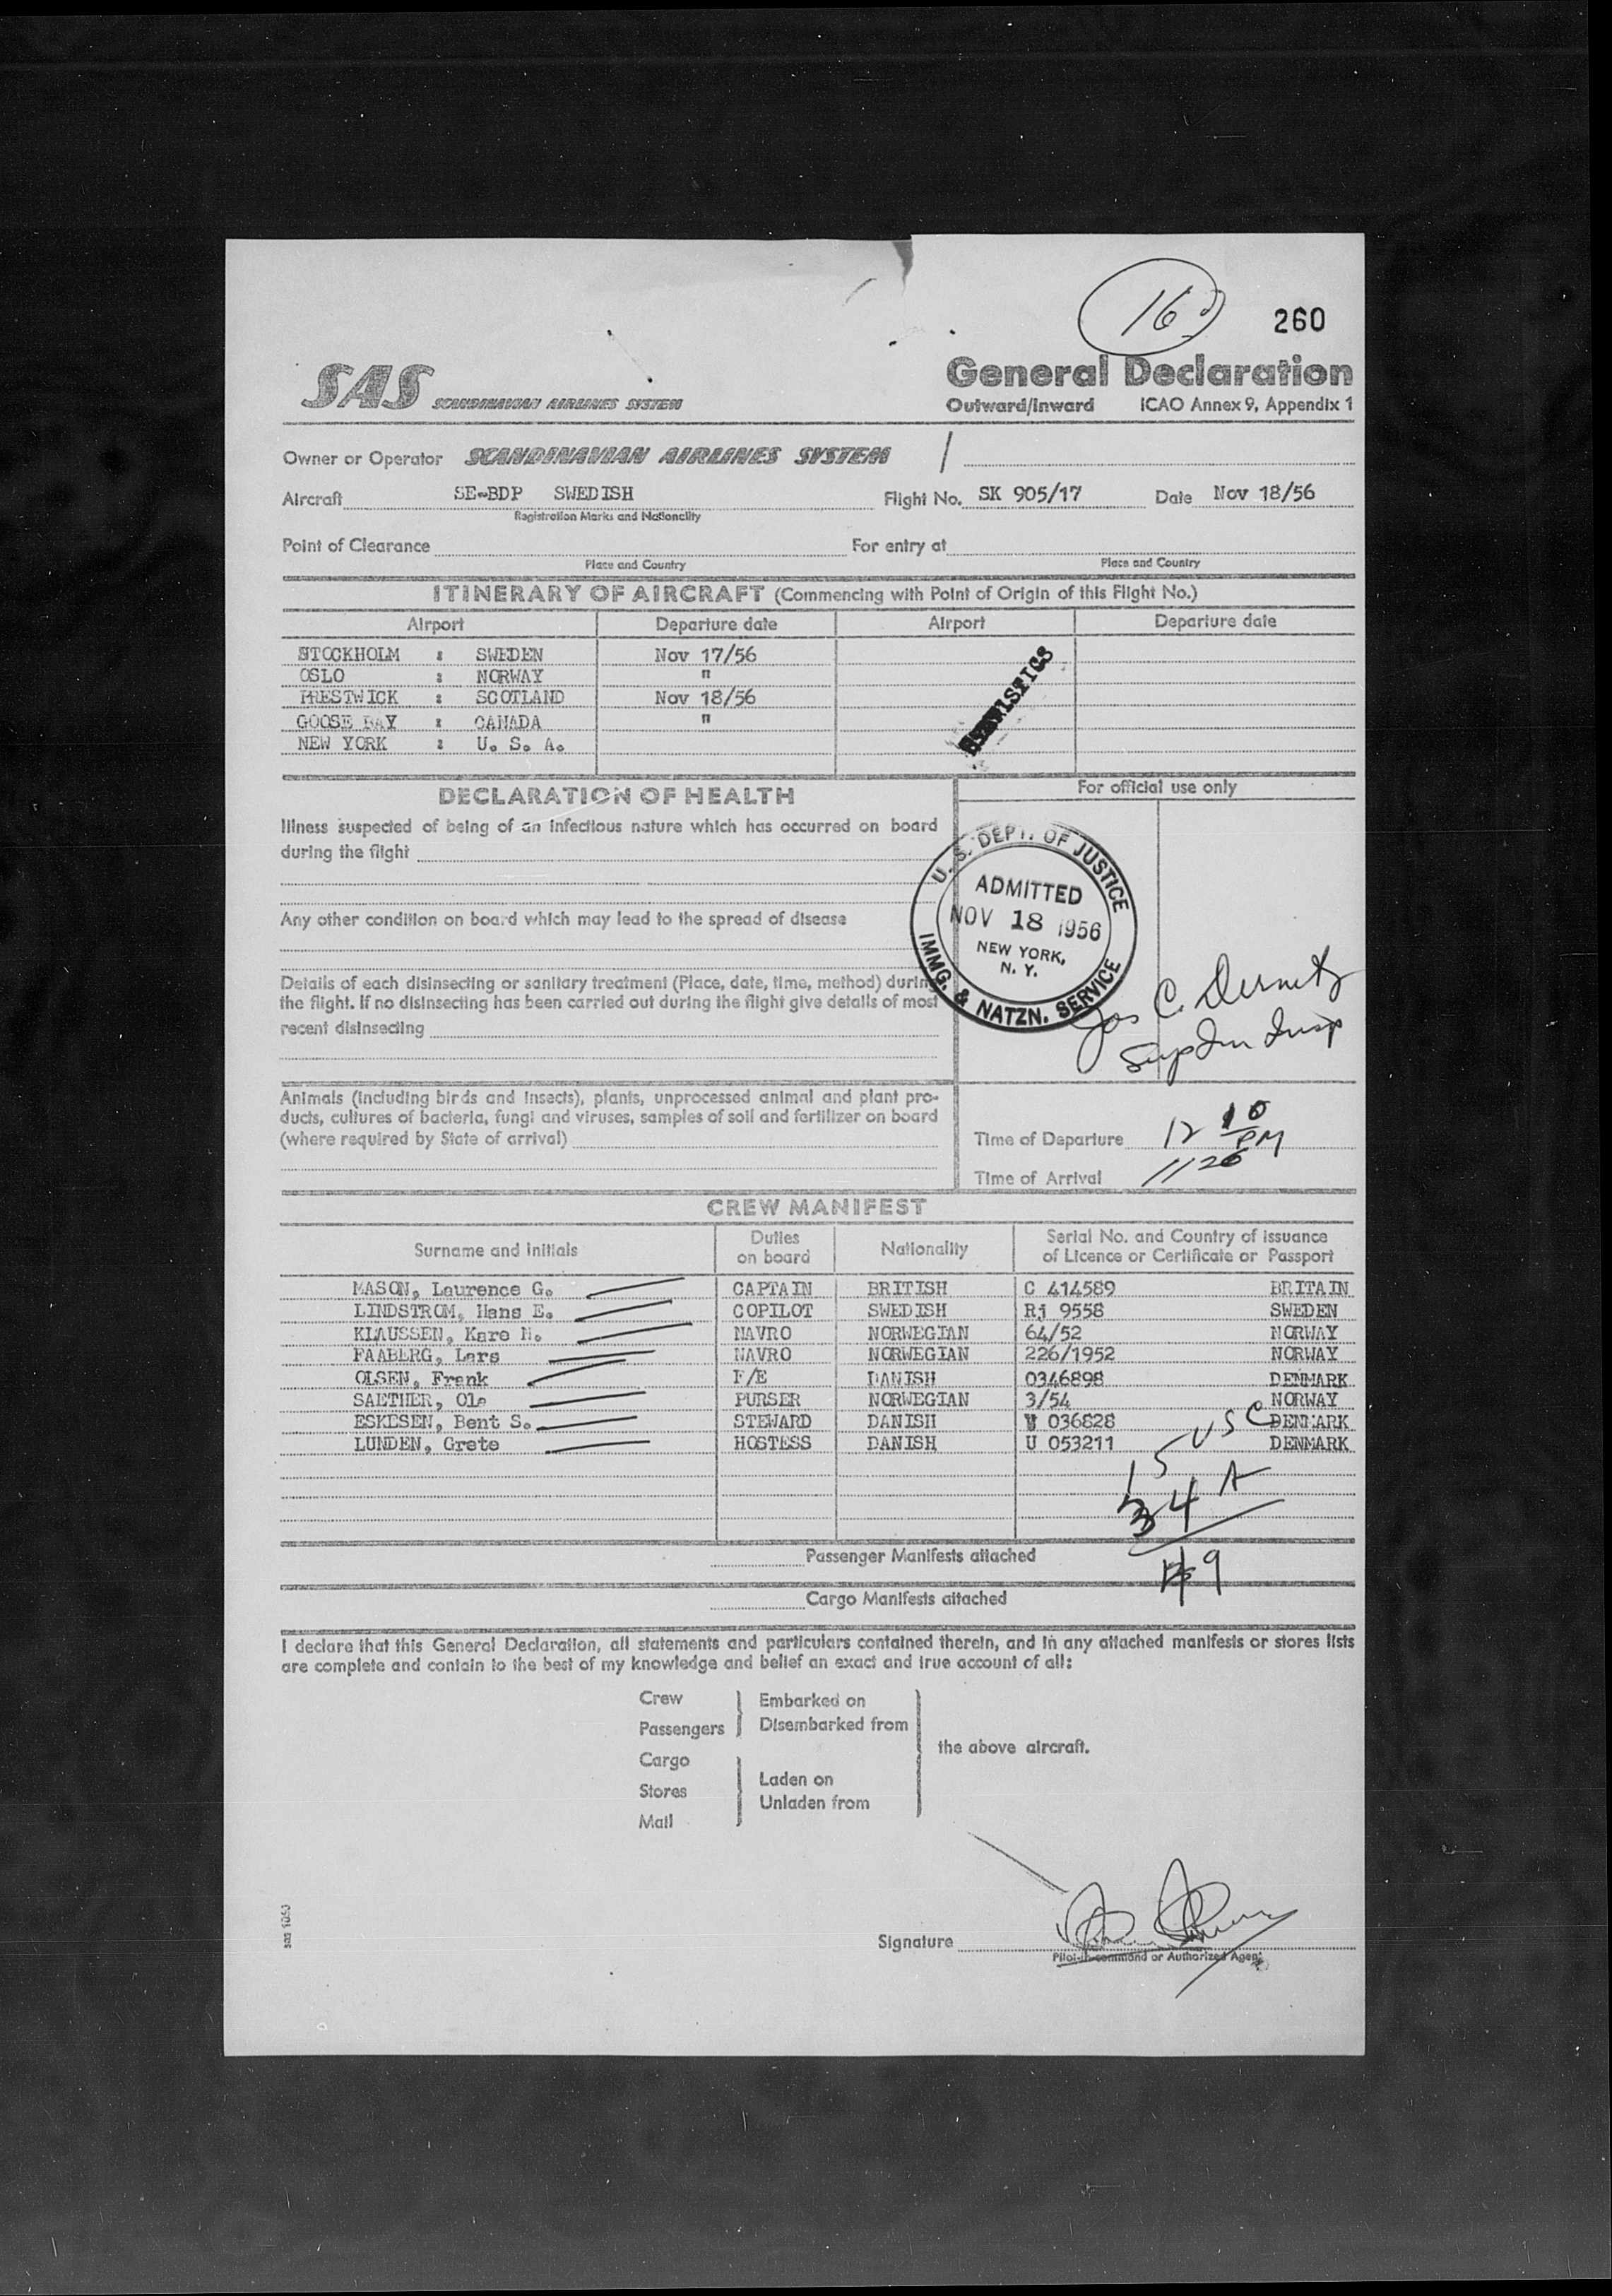 16
260
SAS SCANDINAVIAN AIRLINES SYSTEM
General Declaration
Outward/Inward ICAO Annex 9, Appendix 1
Owner or Operator SCANDINAVIAN AIRLINES SYSTEM /
Aircraft SE-BDP SWEDISH Flight No. SK 905/17 Date Nov 18/56
Registration Marks and Nationality
Point of Clearance For entry at
Place and Country Place and Country
ITINERARY OF AIRCRAFT (Commencing with Point of Origin of this Flight No.)
Airport Departure date Airport Departure date
STOCKHOLM : SWEDEN Nov 17/56
OSLO : NORWAY "
PRESTWICK : SCOTLAND Nov 18/56
GOOSE BAY : CANADA "
NEW YORK : U. S. A.
DECLARATION OF HEALTH
For official use only
Illness suspected of being of an infectious nature which has occurred on board
during the flight
Any other condition on board which may lead to the spread of disease
Details of each disinsecting or sanitary treatment (Place, date, time, method) during
the flight. If no disinsecting has been carried out during the flight give details of most
recent disinsecting
U. S. DEPT. OF JUSTICE
ADMITTED
NOV 18 1956
NEW YORK,
N. Y.
IMMG. & NATZN. SERVICE
Jos C.
Animals (including birds and insects), plants, unprocessed animal and plant pro-
ducts, cultures of bacteria, fungi and viruses, samples of soil and fertilizer on board
(where required by State of arrival)
Time of Departure 12 10 PM
Time of Arrival 1126
CREW MANIFEST
Surname and initials Duties on board Nationality Serial No. and Country of issuance of Licence or Certificate or Passport
MASON, Laurence G. CAPTAIN BRITISH C 414589 BRITAIN
LINDSTROM, Hans E. COPILOT SWEDISH Rj 9558 SWEDEN
KLAUSSEN, Kare N. NAVRO NORWEGIAN 64/52 NORWAY
FAABERG, Lars NAVRO NORWEGIAN 226/1952 NORWAY
OLSEN, Frank F/E DANISH 0346898 DENMARK
SAETHER, Ole PURSER NORWEGIAN 3/54 NORWAY
ESKESEN, Bent S. STEWARD DANISH U 036828 DENMARK
LUNDEN, Grete HOSTESS DANISH U 053211 DENMARK
15 USC
34 A
9
Passenger Manifests attached
Cargo Manifests attached
I declare that this General Declaration, all statements and particulars contained therein, and in any attached manifests or stores lists
are complete and contain to the best of my knowledge and belief an exact and true account of all:
Crew
Passengers
Embarked on
Disembarked from
Cargo
Stores
Mail
Laden on
Unladen from
the above aircraft.
Signature
Pilot-in-command or Authorized Agent
sas 1053